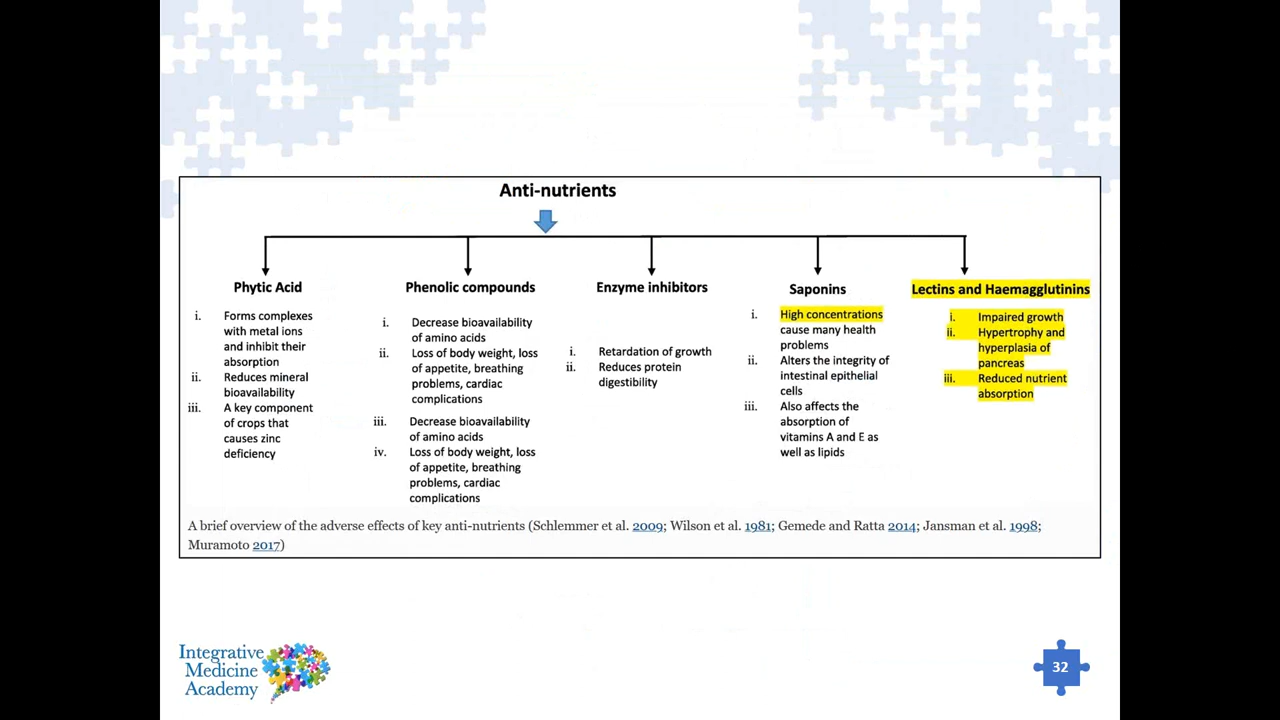 Anti-nutrients
Phytic Acid
i. Forms complexes
with metal ions
and inhibit their
absorption
ii. Reduces mineral
bioavailability
iii. A key component
of crops that
causes zinc
deficiency
Phenolic compounds
i. Decrease bioavailability
of amino acids
ii. Loss of body weight, loss
of appetite, breathing
problems, cardiac
complications
iii. Decrease bioavailability
of amino acids
iv. Loss of body weight, loss
of appetite, breathing
problems, cardiac
complications
Enzyme inhibitors
i. Retardation of growth
ii. Reduces protein
digestibility
Saponins
i. High concentrations
cause many health
problems
ii. Alters the integrity of
intestinal epithelial
cells
iii. Also affects the
absorption of
vitamins A and E as
well as lipids
Lectins and Haemagglutinins
i. Impaired growth
ii. Hypertrophy and
hyperplasia of
pancreas
iii. Reduced nutrient
absorption
A brief overview of the adverse effects of key anti-nutrients (Schlemmer et al. 2009; Wilson et al. 1981; Gemede and Ratta 2014; Jansman et al. 1998;
Muramoto 2017)
Integrative
Medicine
Academy
32